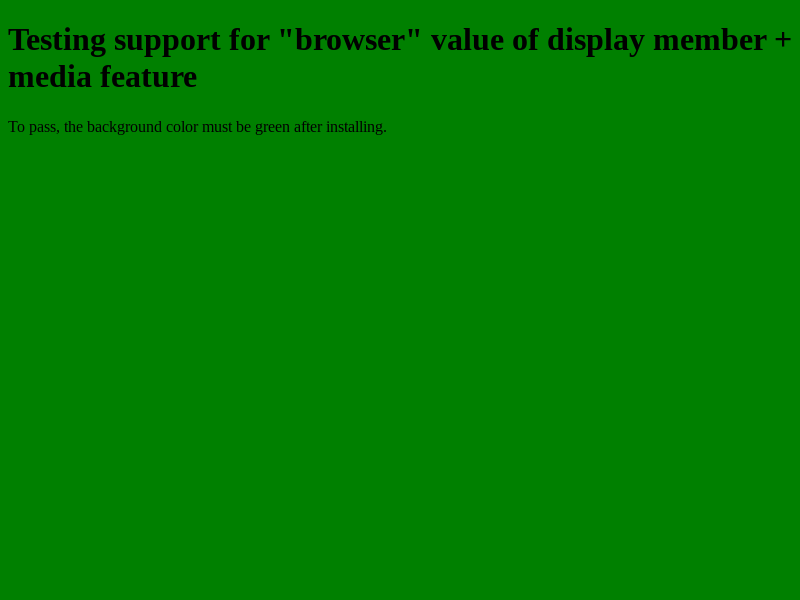 Testing support for "browser" value of display member +
media feature
To pass, the background color must be green after installing.